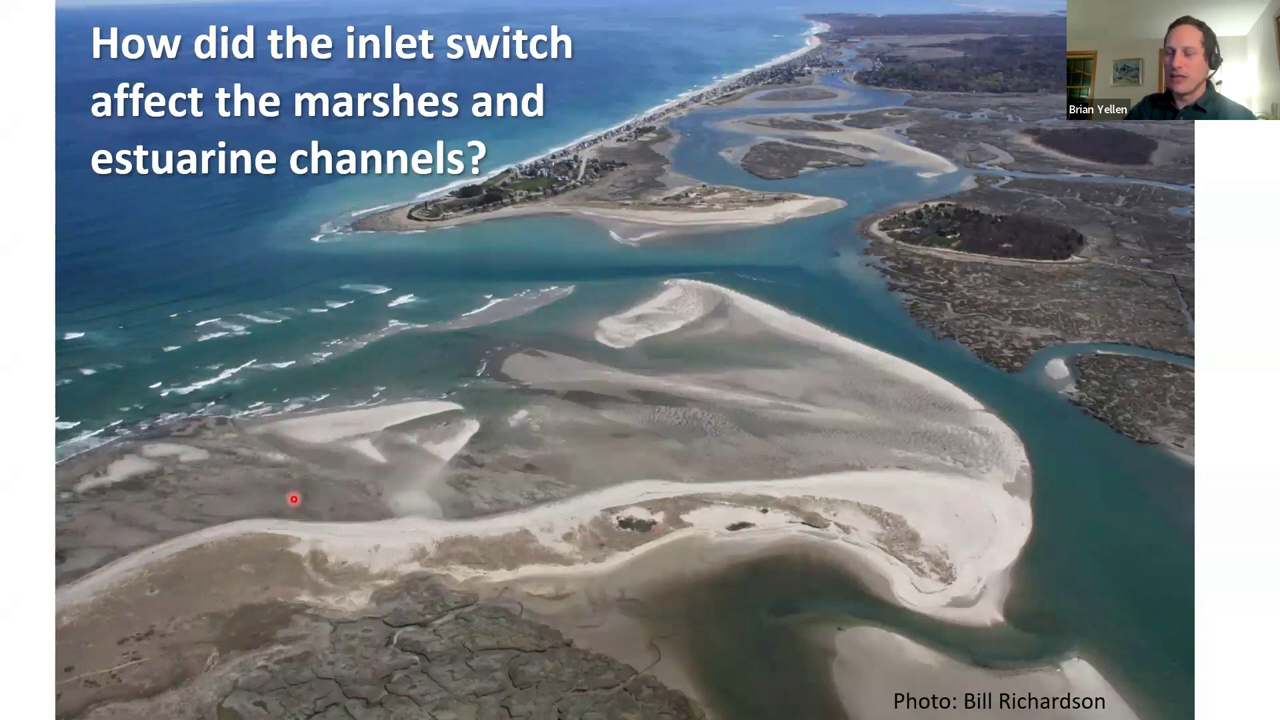 How did the inlet switch
affect the marshes and
estuarine channels?
Brian Yellen
Photo: Bill Richardson